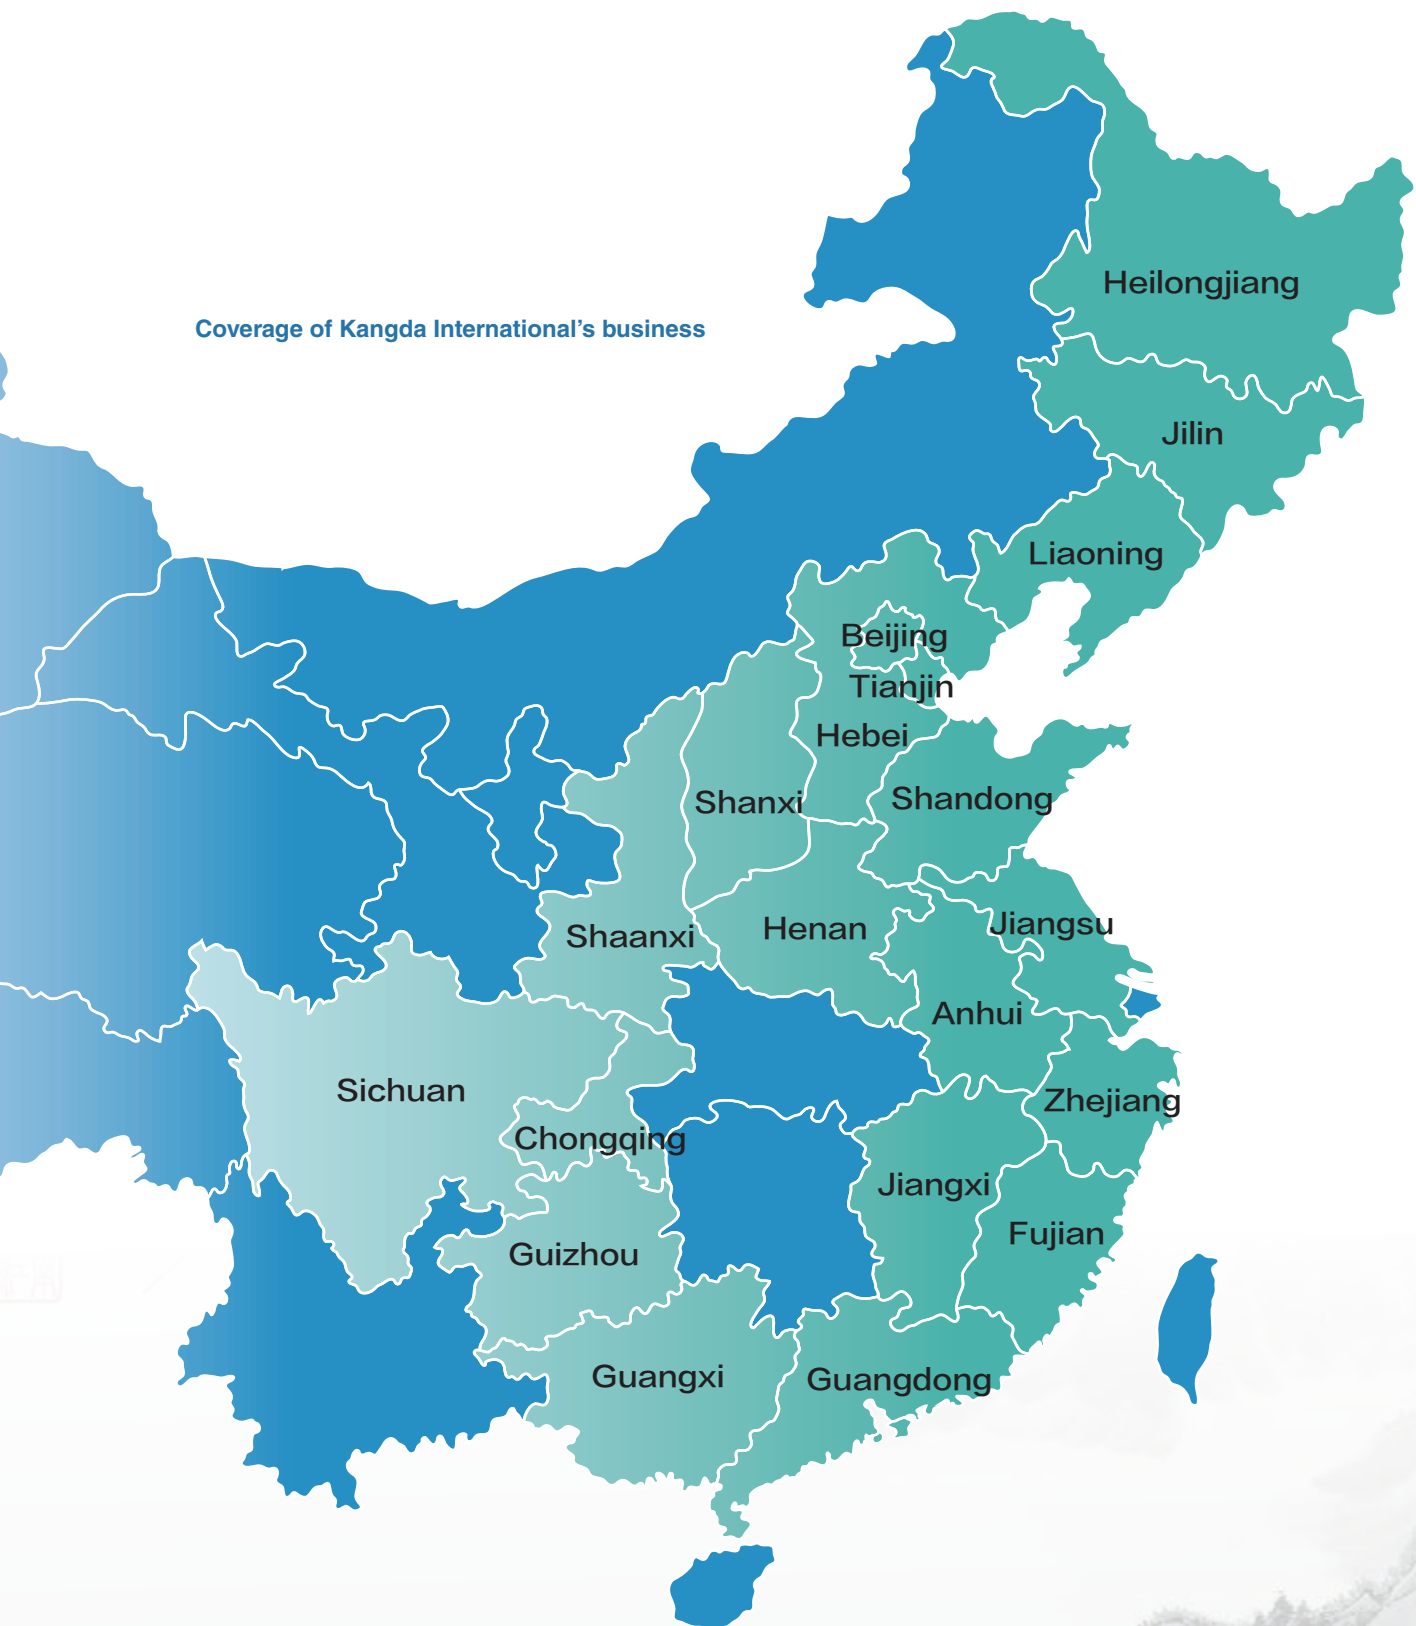 Heilongjiang
Coverage of Kangda International's business
Jilin
Liaoning
Beijing
Tianjin
Hebei
Shandong
Shanxi
Jiangsu
Henan
Shaanxi
Anhui
Sichuan
Zhejiang
Chongqing
Jiangxi
Fujian
Guizhou
Guangxi
Guangdong